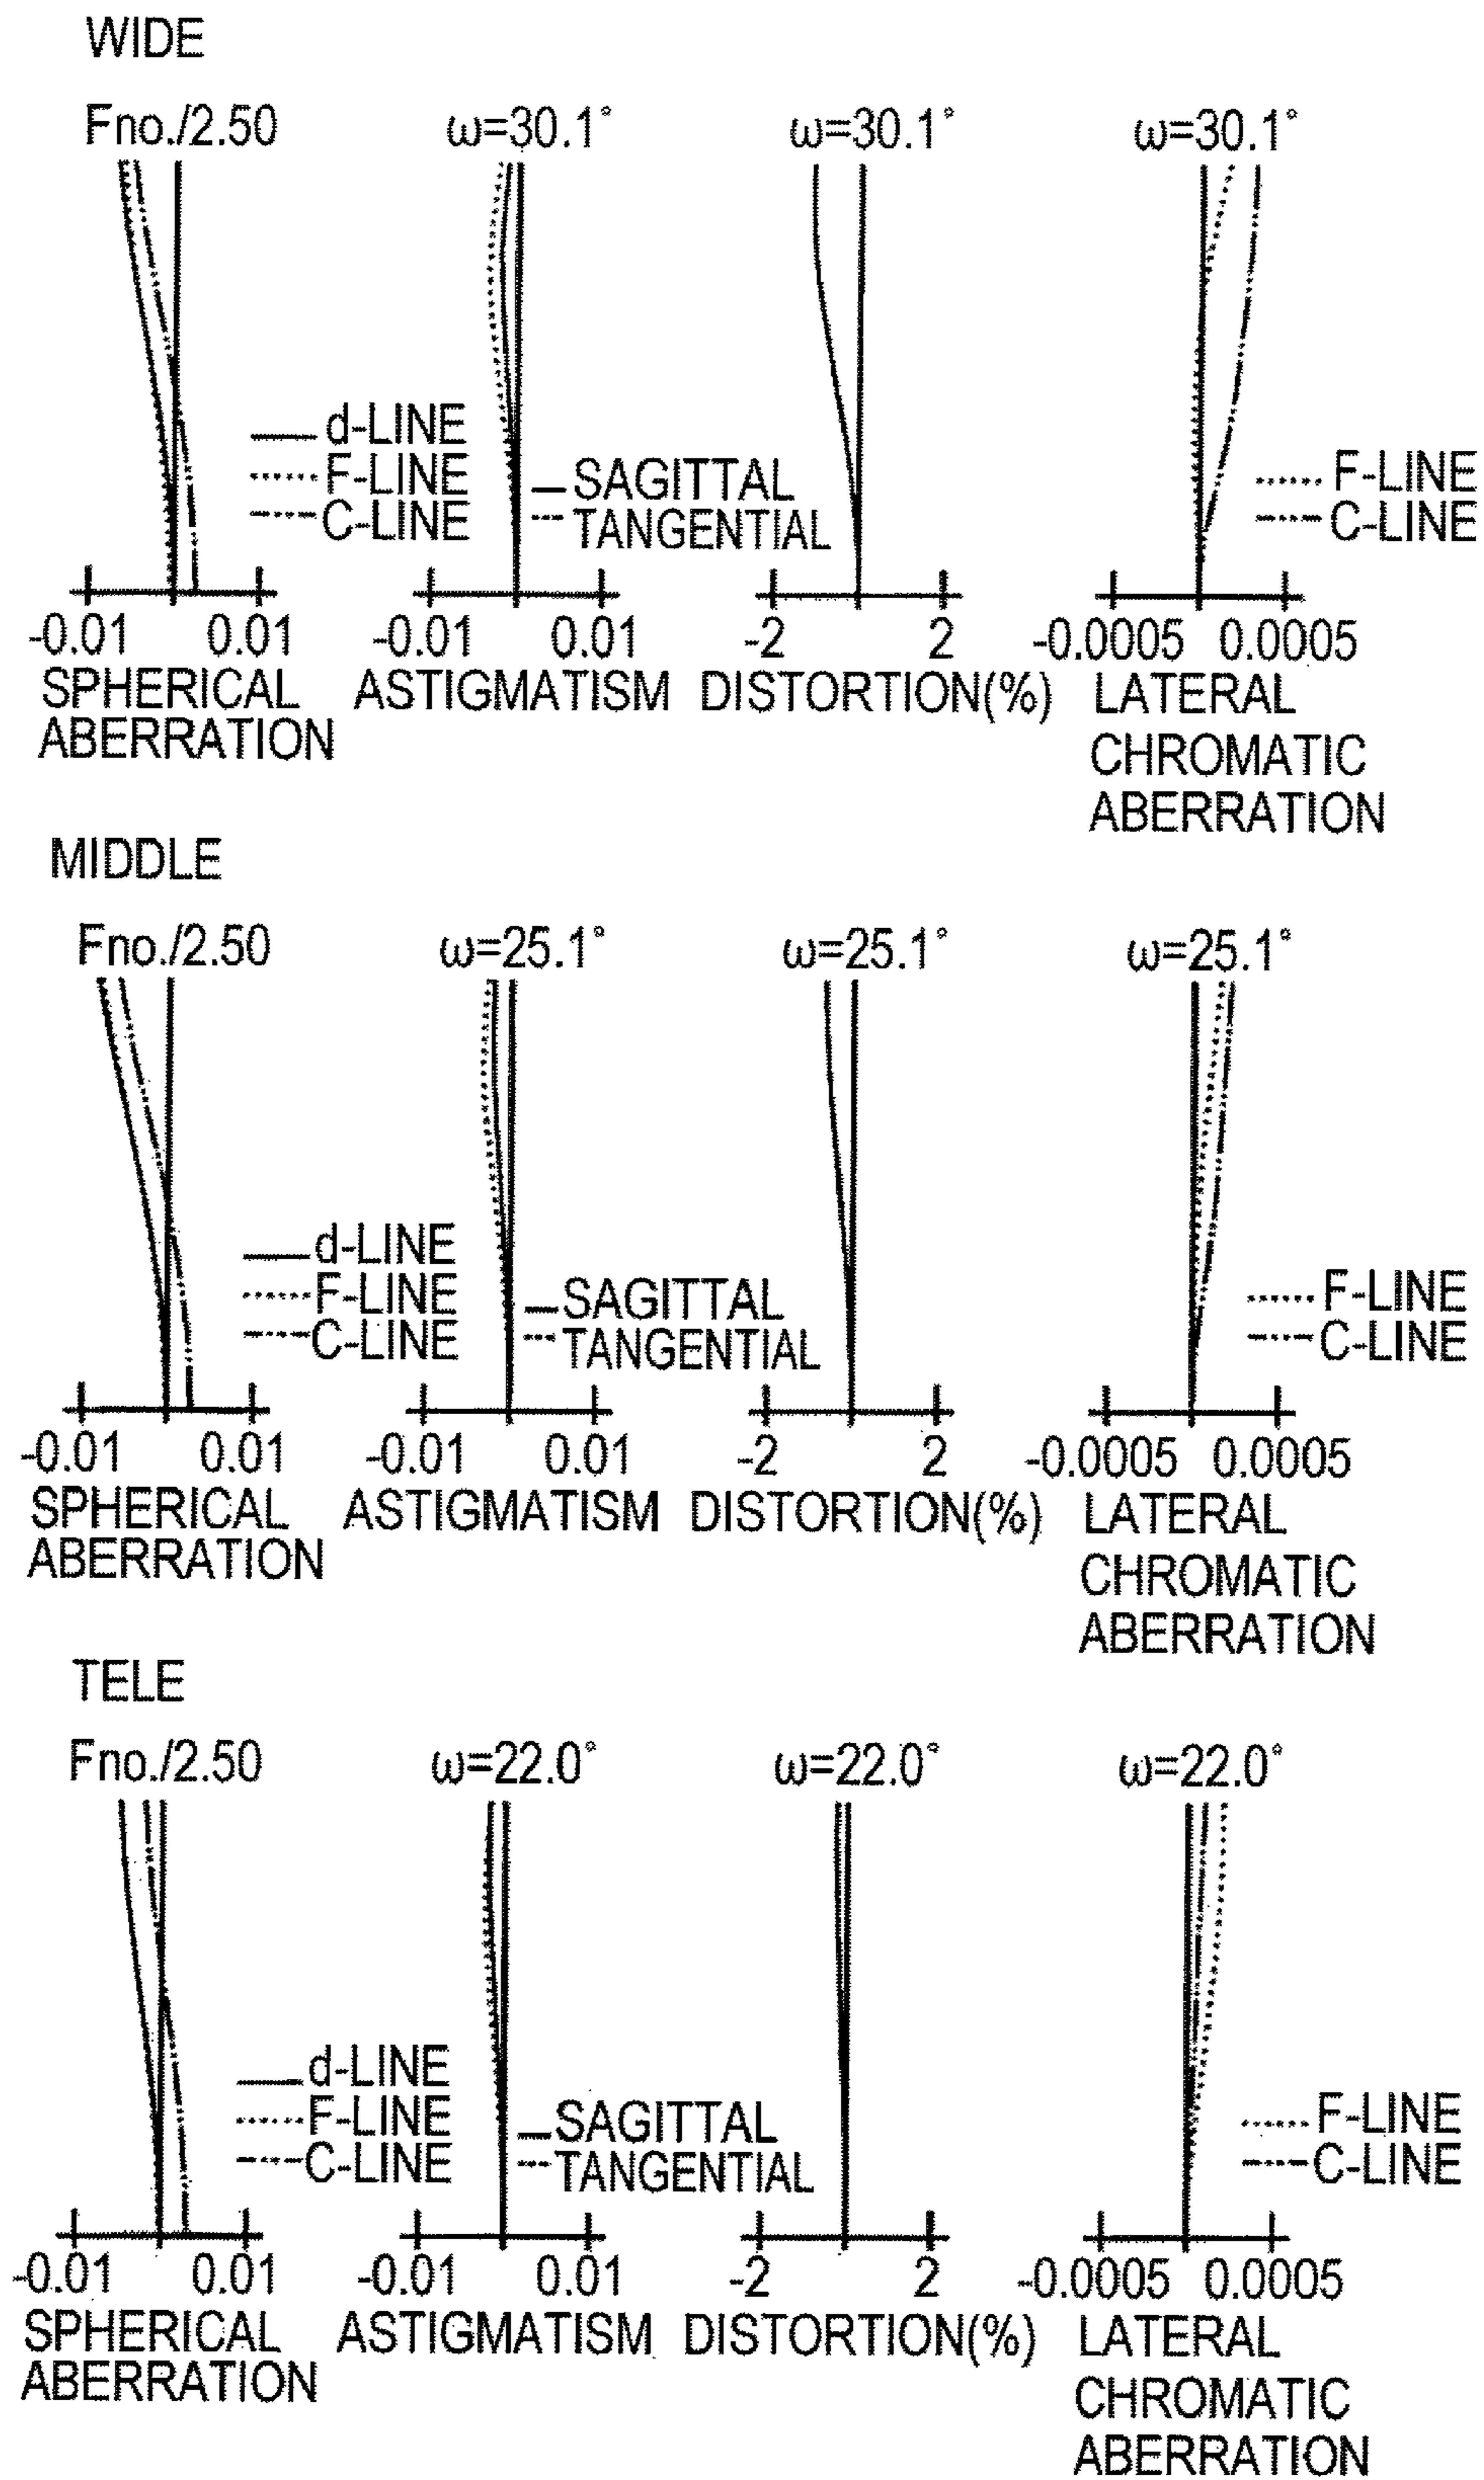 WIDE
Fno./2.50
ω=30.1°
ω=30.1°
ω=30.1°
d-LINE
F-LINE
C-LINE
SAGITTAL
TANGENTIAL
F-LINE
C-LINE
-0.01 0.01
-0.01 0.01
-2 2
-0.0005 0.0005
SPHERICAL
ABERRATION
ASTIGMATISM
DISTORTION(%)
LATERAL
CHROMATIC
ABERRATION
MIDDLE
Fno./2.50
ω=25.1°
ω=25.1°
ω=25.1°
d-LINE
F-LINE
C-LINE
SAGITTAL
TANGENTIAL
F-LINE
C-LINE
-0.01 0.01
-0.01 0.01
-2 2
-0.0005 0.0005
SPHERICAL
ABERRATION
ASTIGMATISM
DISTORTION(%)
LATERAL
CHROMATIC
ABERRATION
TELE
Fno./2.50
ω=22.0°
ω=22.0°
ω=22.0°
d-LINE
F-LINE
C-LINE
SAGITTAL
TANGENTIAL
F-LINE
C-LINE
-0.01 0.01
-0.01 0.01
-2 2
-0.0005 0.0005
SPHERICAL
ABERRATION
ASTIGMATISM
DISTORTION(%)
LATERAL
CHROMATIC
ABERRATION